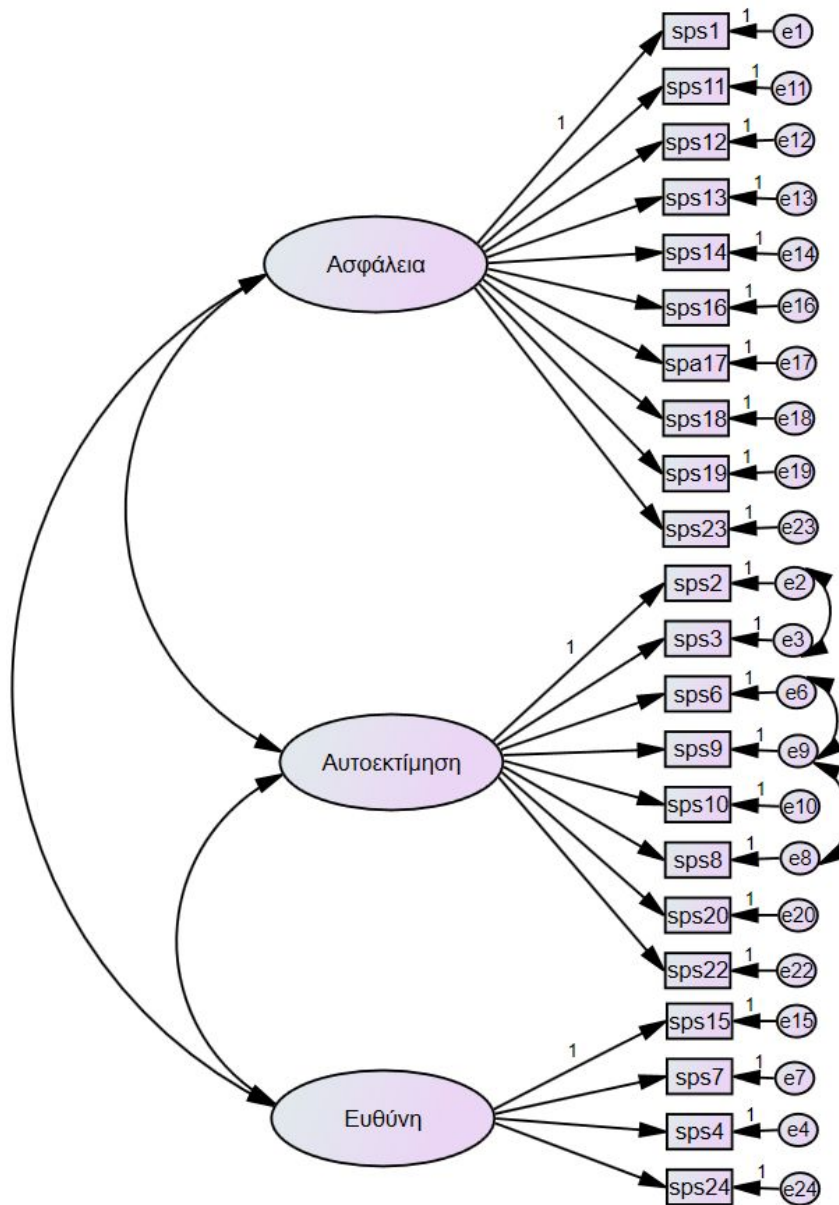 sps1 1 e1
sps11 1 e11
1
sps12 1 e12
sps13 1 e13
Ασφάλεια
sps14 1 e14
sps16 1 e16
spa17 1 e17
sps18 1 e18
sps19 1 e19
sps23 1 e23
sps2 1 e2
1
sps3 1 e3
sps6 1 e6
Αυτοεκτίμηση
sps9 1 e9
sps10 1 e10
sps8 1 e8
sps20 1 e20
sps22 1 e22
sps15 1 e15
1
sps7 1 e7
Ευθύνη
sps4 1 e4
sps24 1 e24